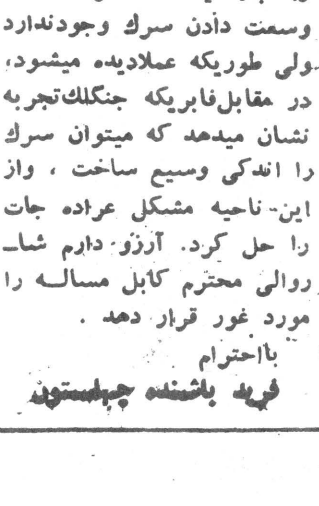 وسعت دادن سرك وجودندارد
ولی طوریکه عملادیده میشود،
در مقابل‌فابریکه جنگلك‌تجربه
نشان میدهد که میتوان سرك
را اندکی وسیع ساخت ، واز
این ناحیه مشکل عراده جات
را حل کرد. آرزو دارم شا۔
روالی محترم کابل مساله را
مورد غور قرار دهد .
بااحترام
فرید باشنده چهلستون